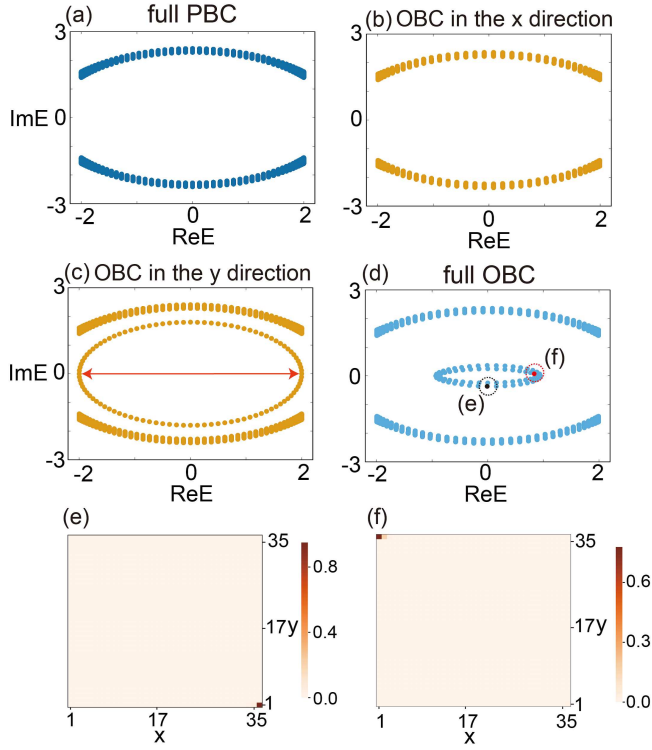 (a) full PBC
(b) OBC in the x direction
3
ImE 0
-3
-2 0 2
ReE
3
0
-3
-2 0 2
ReE
(c) OBC in the y direction
(d) full OBC
3
ImE 0
-3
-2 0 2
ReE
3
0
-3
(e)
(f)
-2 0 2
ReE
(e)
35
17y
1
1 17 35
x
0.8
0.4
0.0
(f)
35
17y
1
1 17 35
x
0.6
0.4
0.2
0.0